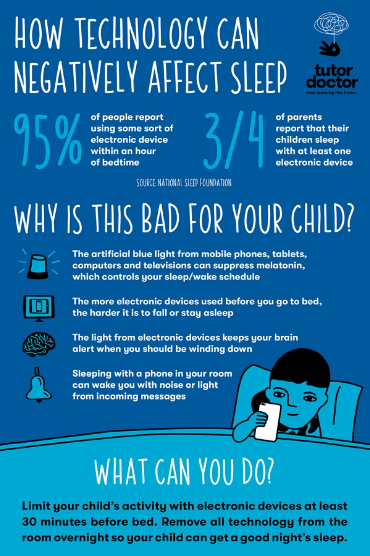 HOW TECHNOLOGY CAN
NEGATIVELY AFFECT SLEEP
tutor
doctor
95%
of people report
using some sort of
electronic device
within an hour
of bedtime
3/4
of parents
report that their
children sleep
with at least one
electronic device
SOURCE: NATIONAL SLEEP FOUNDATION
WHY IS THIS BAD FOR YOUR CHILD?
The artificial blue light from mobile phones, tablets,
computers and televisions can suppress melatonin,
which controls your sleep/wake schedule
The more electronic devices used before you go to bed,
the harder it is to fall or stay asleep
The light from electronic devices keeps your brain
alert when you should be winding down
Sleeping with a phone in your room
can wake you with noise or light
from incoming messages
WHAT CAN YOU DO?
Limit your child's activity with electronic devices at least
30 minutes before bed. Remove all technology from the
room overnight so your child can get a good night's sleep.